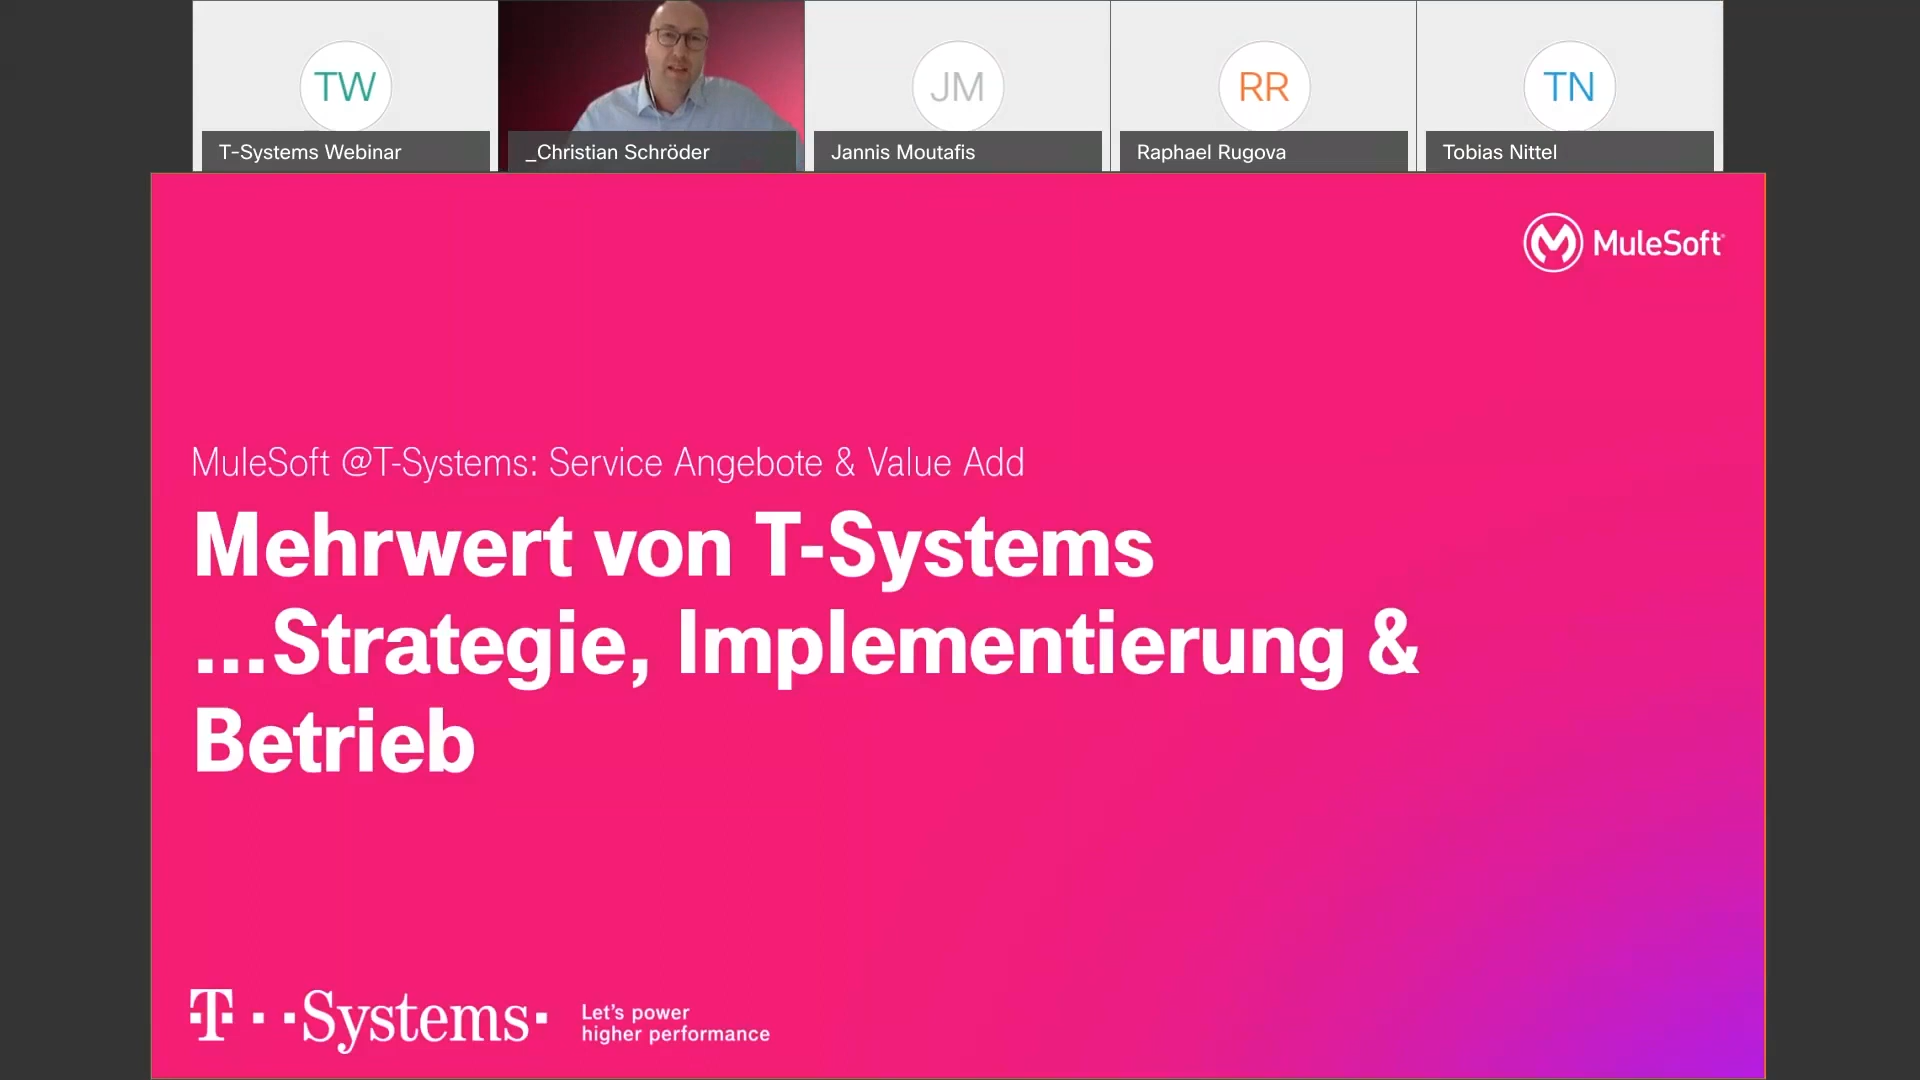 TW
JM
RR
TN
T-Systems Webinar
_Christian Schröder
Jannis Moutafis
Raphael Rugova
Tobias Nittel
MuleSoft
MuleSoft @T-Systems: Service Angebote & Value Add
Mehrwert von T-Systems
...Strategie, Implementierung &
Betrieb
T··Systems·
Let's power
higher performance